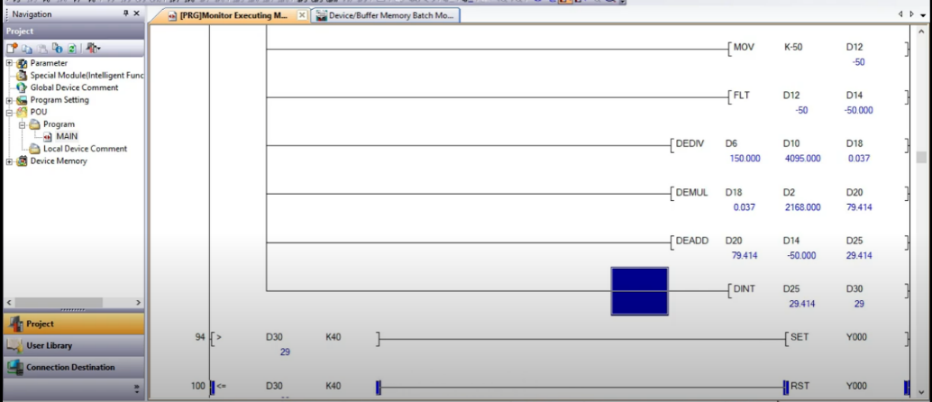 Navigation
[PRG]Monitor Executing M...
Device/Buffer Memory Batch Mo...
Project
Parameter
Special Module(Intelligent Func
Global Device Comment
Program Setting
POU
Program
MAIN
Local Device Comment
Device Memory
Project
User Library
Connection Destination
MOV K-50 D12
-50
FLT D12 D14
-50 -50.000
DEDIV D6 D10 D18
150.000 4095.000 0.037
DEMUL D18 D2 D20
0.037 2168.000 79.414
DEADD D20 D14 D25
79.414 -50.000 29.414
DINT D25 D30
29.414 29
94 > D30 K40 SET Y000
29
100 <= D30 K40 RST Y000